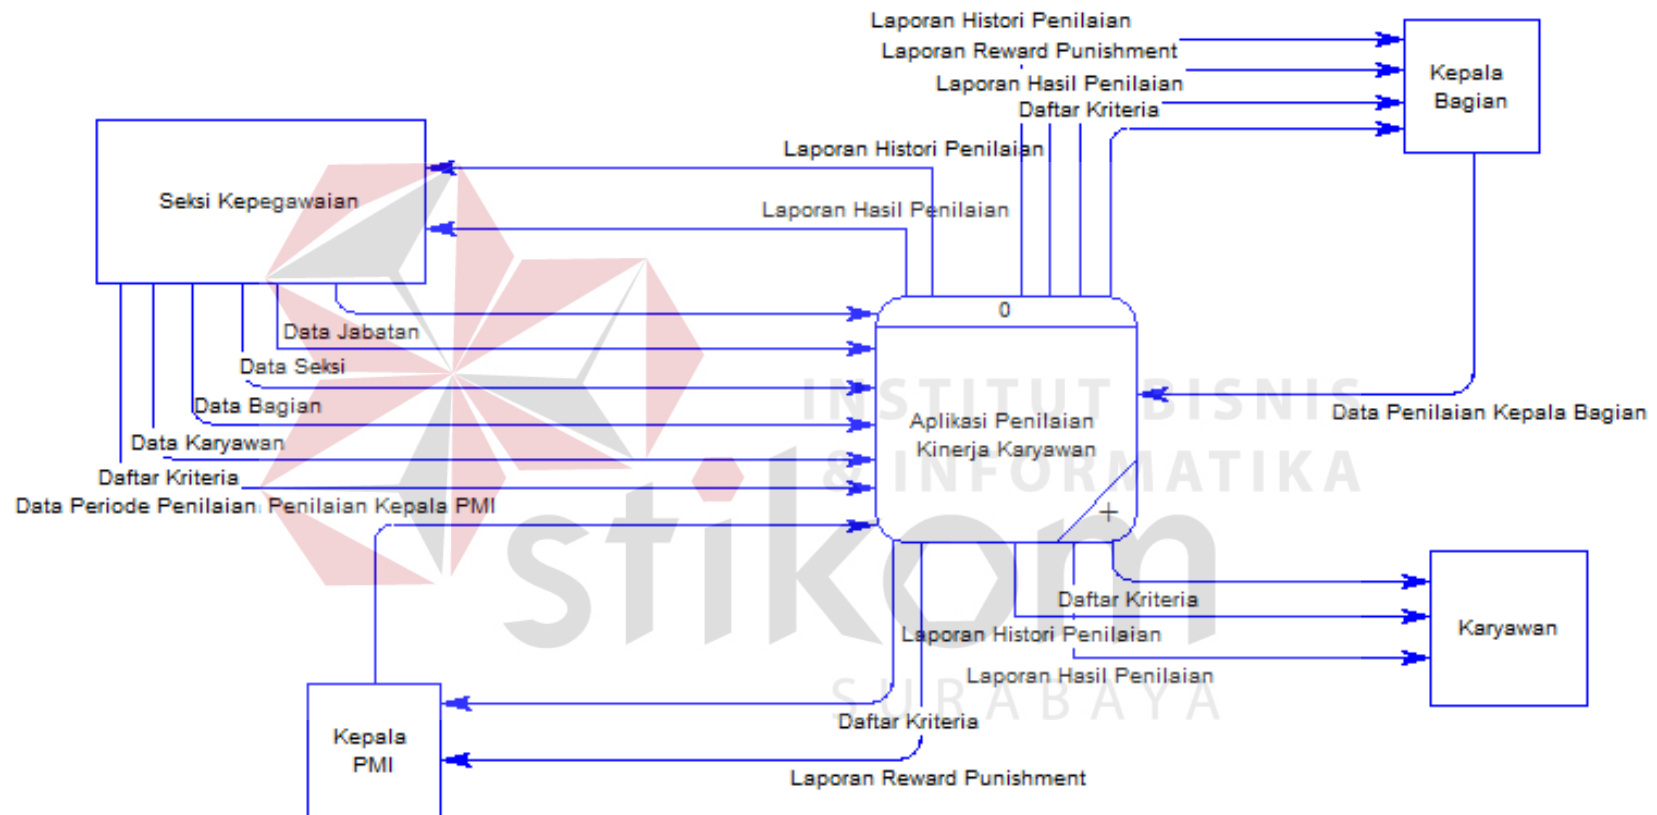 Laporan Histori Penilaian
Laporan Reward Punishment
Laporan Hasil Penilaian
Daftar Kriteria
Kepala
Bagian
Laporan Histori Penilaian
Laporan Hasil Penilaian
Seksi Kepegawaian
Data Jabatan
Data Seksi
Data Bagian
Data Karyawan
Daftar Kriteria
Data Periode Penilaian
Penilaian Kepala PMI
0
Aplikasi Penilaian
Kinerja Karyawan
+
Data Penilaian Kepala Bagian
INSTITUT BISNIS
& INFORMATIKA
stikom
SURABAYA
Daftar Kriteria
Laporan Histori Penilaian
Laporan Hasil Penilaian
Karyawan
Kepala
PMI
Daftar Kriteria
Laporan Reward Punishment